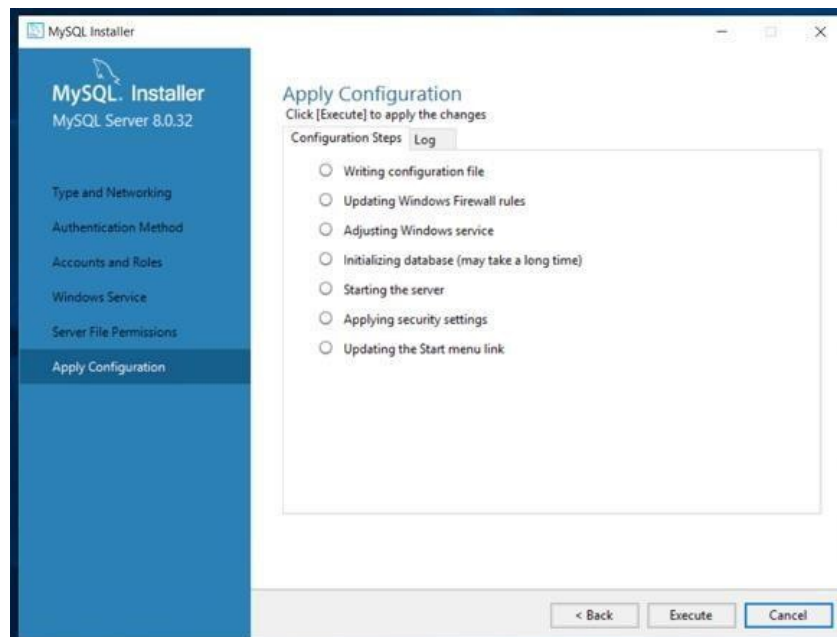 MySQL Installer
MySQL. Installer
MySQL Server 8.0.32
Type and Networking
Authentication Method
Accounts and Roles
Windows Service
Server File Permissions
Apply Configuration
Apply Configuration
Click [Execute] to apply the changes
Configuration Steps Log
Writing configuration file
Updating Windows Firewall rules
Adjusting Windows service
Initializing database (may take a long time)
Starting the server
Applying security settings
Updating the Start menu link
< Back Execute Cancel